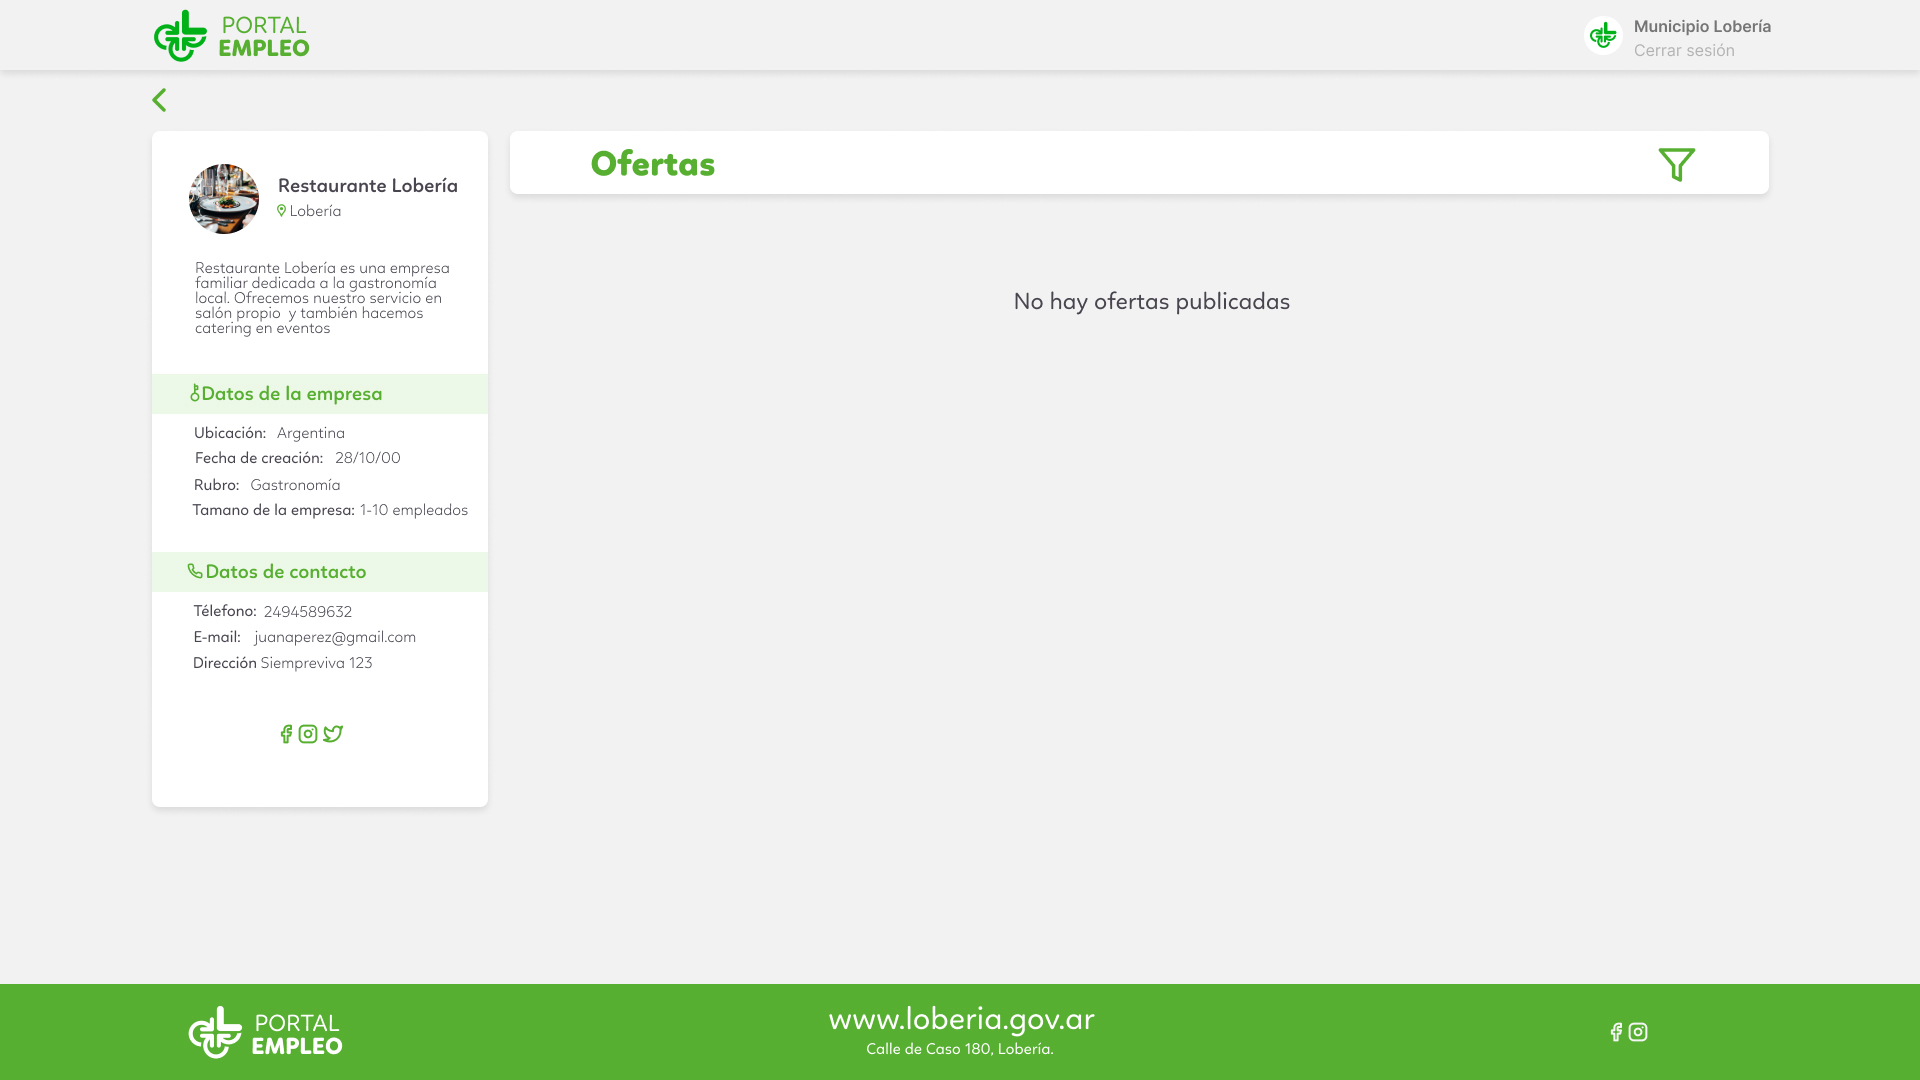 PORTAL
EMPLEO
Municipio Lobería
Cerrar sesión
Restaurante Lobería
Lobería
Restaurante Lobería es una empresa
familiar dedicada a la gastronomía
local. Ofrecemos nuestro servicio en
salón propio  y también hacemos
catering en eventos
Datos de la empresa
Ubicación: Argentina
Fecha de creación: 28/10/00
Rubro: Gastronomía
Tamano de la empresa: 1-10 empleados
Datos de contacto
Télefono: 2494589632
E-mail: juanaperez@gmail.com
Dirección Siempreviva 123
Ofertas
No hay ofertas publicadas
PORTAL
EMPLEO
www.loberia.gov.ar
Calle de Caso 180, Lobería.